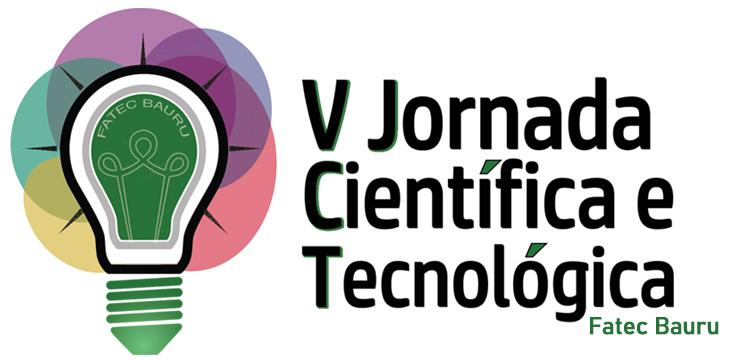 FATEC BAURU
V Jornada
Científica e
Tecnológica
Fatec Bauru